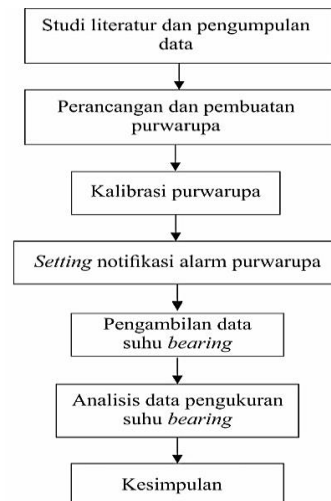 Studi literatur dan pengumpulan
data
Perancangan dan pembuatan
purwarupa
Kalibrasi purwarupa
Setting notifikasi alarm purwarupa
Pengambilan data
suhu bearing
Analisis data pengukuran
suhu bearing
Kesimpulan